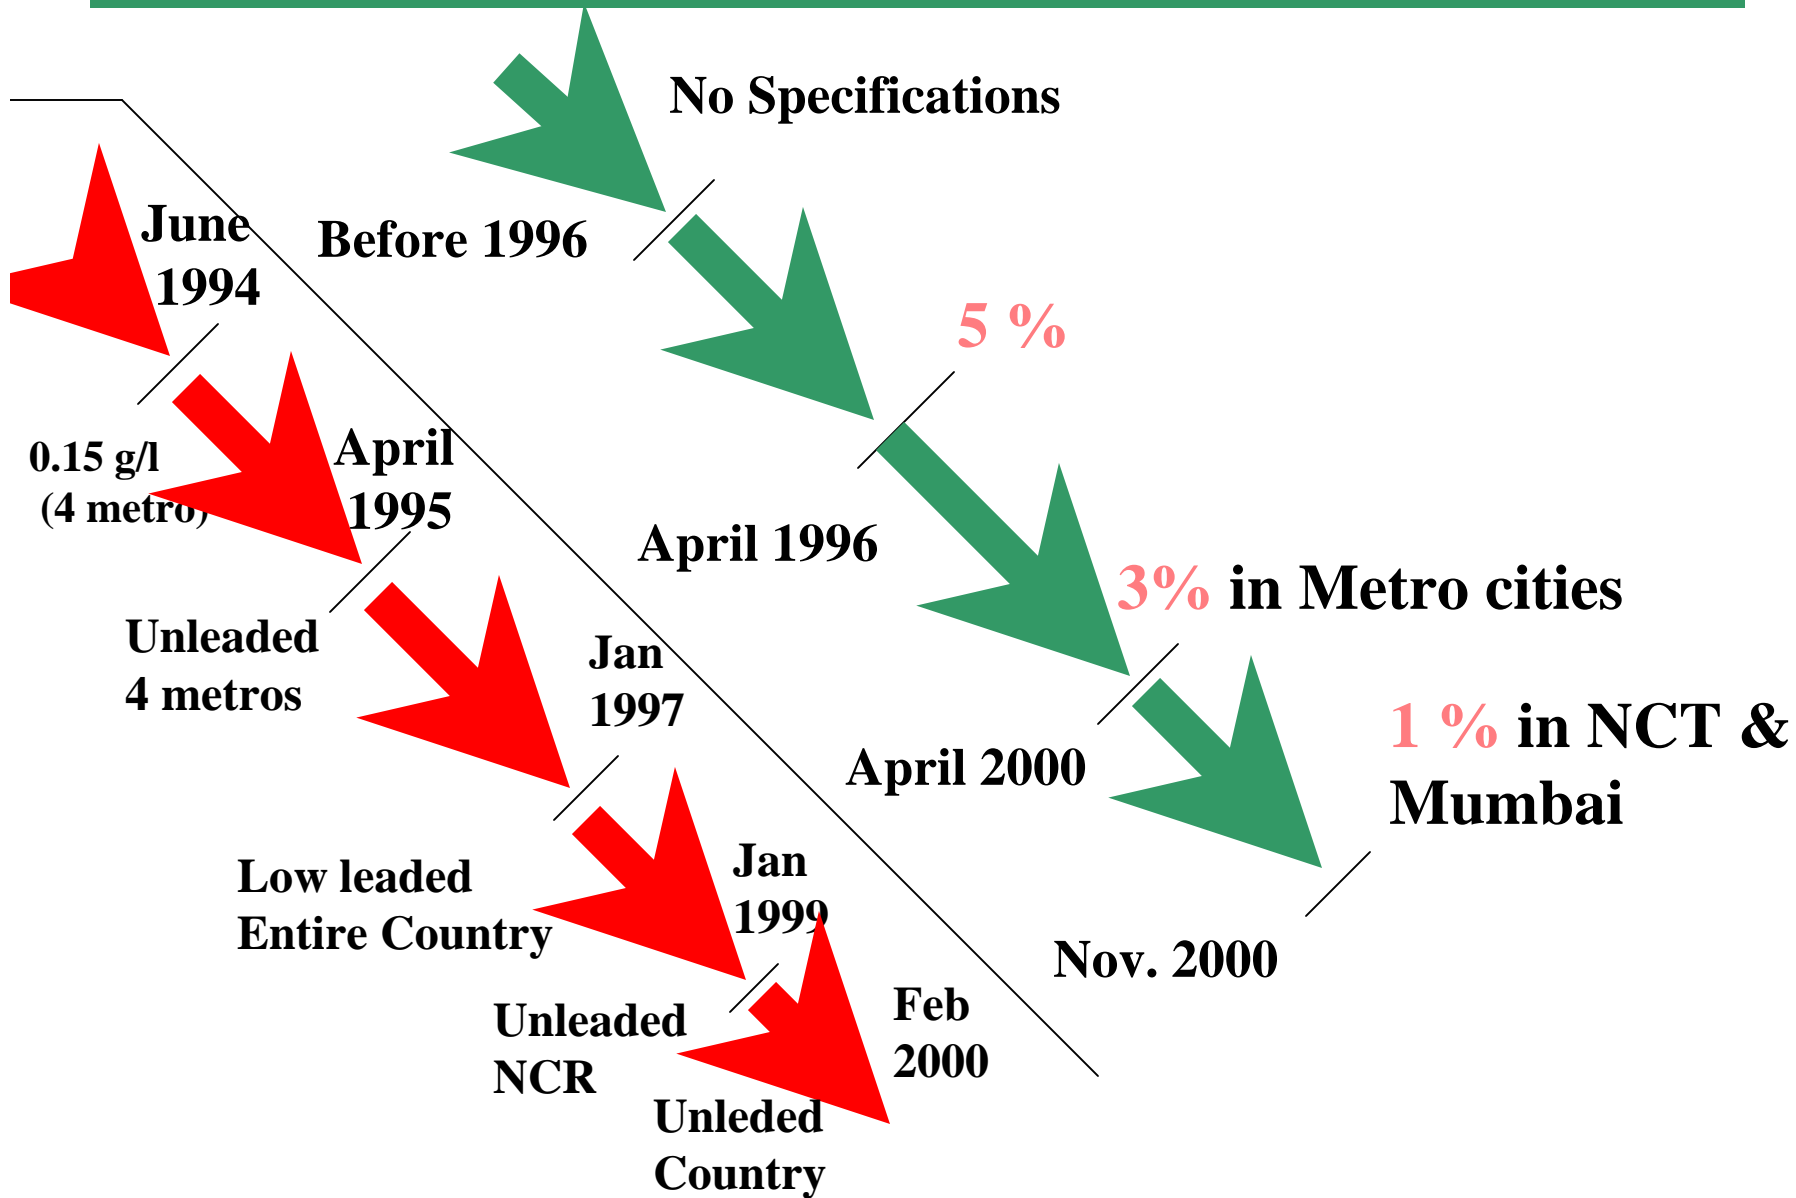 No Specifications
Before 1996
5 %
April 1996
3% in Metro cities
April 2000
1 % in NCT &
Mumbai
Nov. 2000
June
1994
0.15 g/l
(4 metro)
April
1995
Unleaded
4 metros
Jan
1997
Low leaded
Entire Country
Jan
1999
Unleaded
NCR
Feb
2000
Unleded
Country